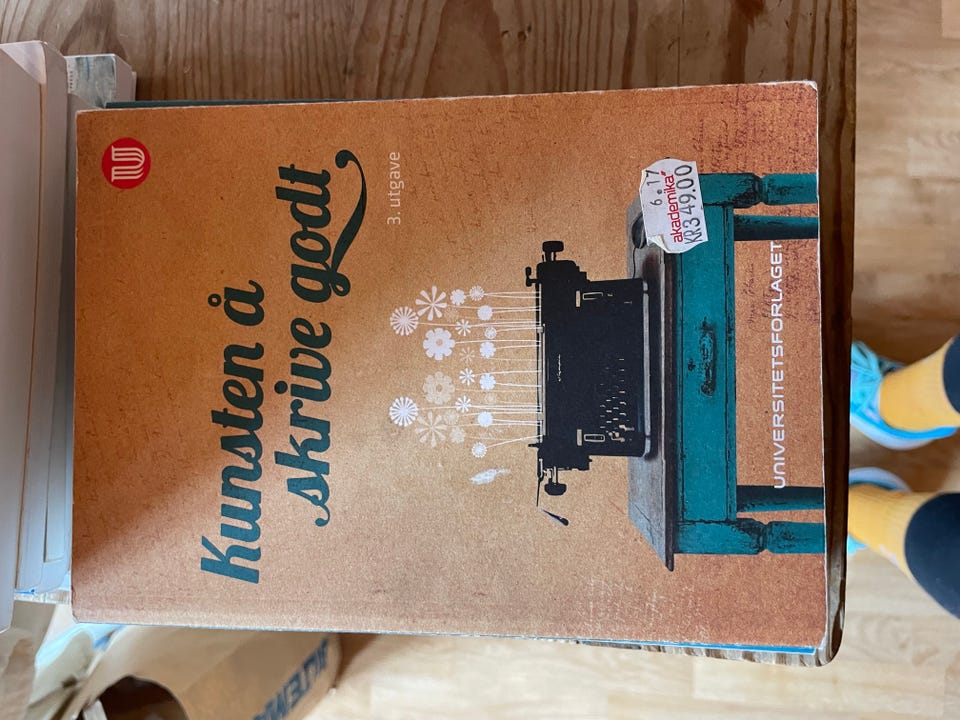 Kunsten å
skrive godt
3. utgave
6.17
akademika
KR349.00
UNIVERSITETSFORLAGET